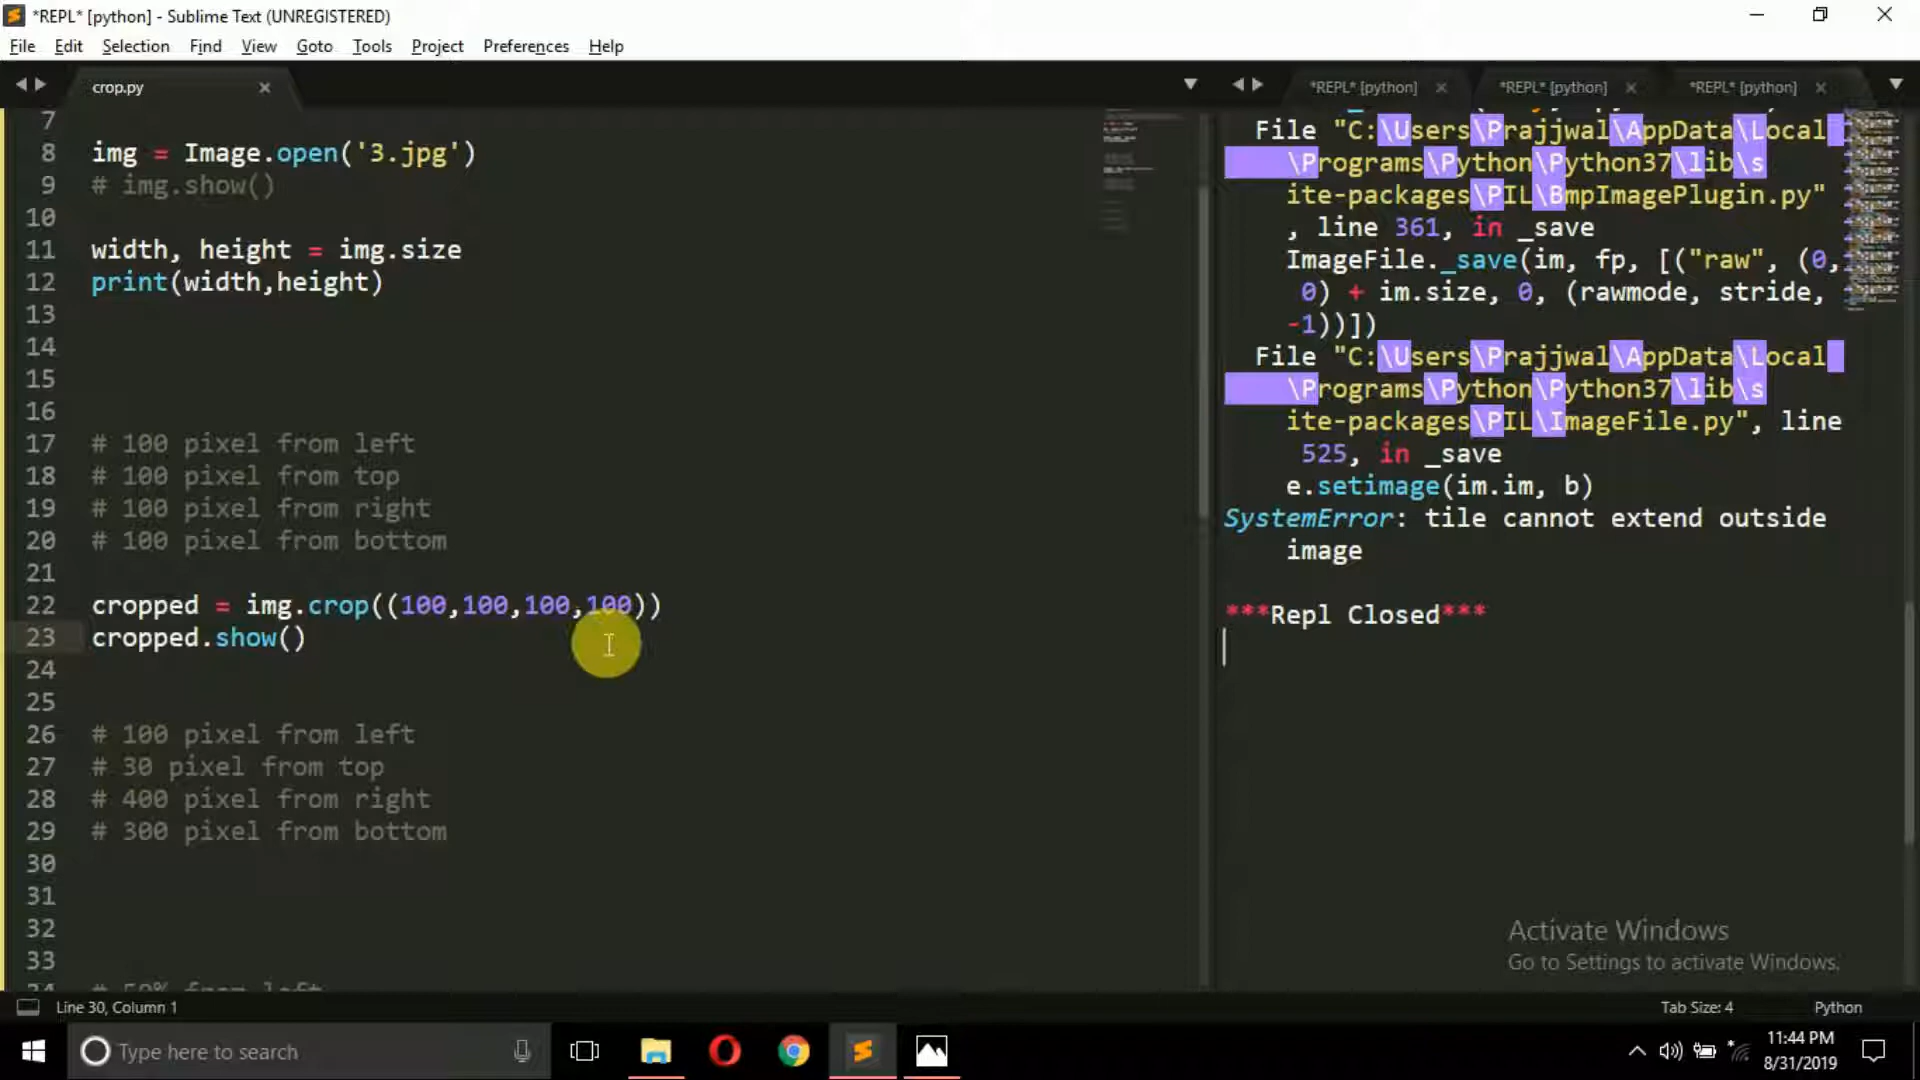 *REPL* [python] - Sublime Text (UNREGISTERED)
File Edit Selection Find View Goto Tools Project Preferences Help
crop.py
*REPL* [python] *REPL* [python] *REPL* [python]
7
8 img = Image.open('3.jpg')
9 # img.show()
10
11 width, height = img.size
12 print(width,height)
13
14
15
16
17 # 100 pixel from left
18 # 100 pixel from top
19 # 100 pixel from right
20 # 100 pixel from bottom
21
22 cropped = img.crop((100,100,100,100))
23 cropped.show()
24
25
26 # 100 pixel from left
27 # 30 pixel from top
28 # 400 pixel from right
29 # 300 pixel from bottom
30
31
32
33
File "C:\Users\Prajjwal\AppData\Local
\Programs\Python\Python37\lib\s
ite-packages\PIL\BmpImagePlugin.py"
, line 361, in _save
ImageFile._save(im, fp, [("raw", (0,
0) + im.size, 0, (rawmode, stride,
-1))])
File "C:\Users\Prajjwal\AppData\Local
\Programs\Python\Python37\lib\s
ite-packages\PIL\ImageFile.py", line
525, in _save
e.setimage(im.im, b)
SystemError: tile cannot extend outside
image
***Repl Closed***
Activate Windows
Go to Settings to activate Windows.
Line 30, Column 1
Tab Size: 4
Python
Type here to search
11:44 PM
8/31/2019